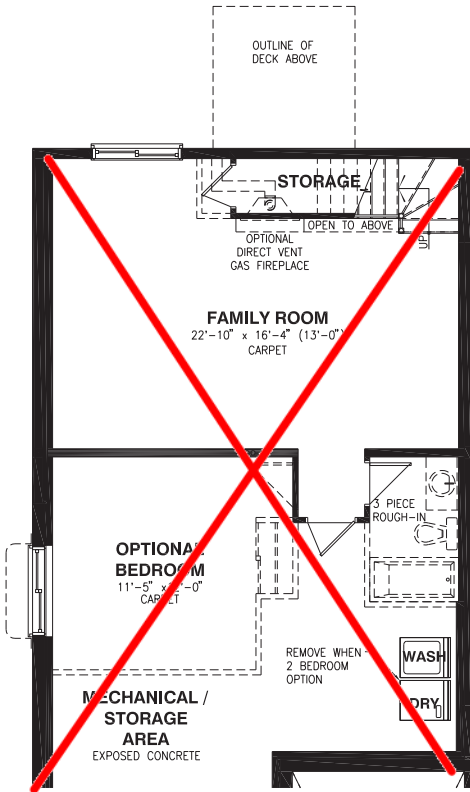 OUTLINE OF
DECK ABOVE
STORAGE
OPEN TO ABOVE
UP
OPTIONAL
DIRECT VENT
GAS FIREPLACE
FAMILY ROOM
22'-10" x 16'-4" (13'-0")
CARPET
3 PIECE
ROUGH-IN
OPTIONAL
BEDROOM
11'-5" x
CARPET
REMOVE WHEN
2 BEDROOM
OPTION
WASH
DRY
MECHANICAL /
STORAGE
AREA
EXPOSED CONCRETE